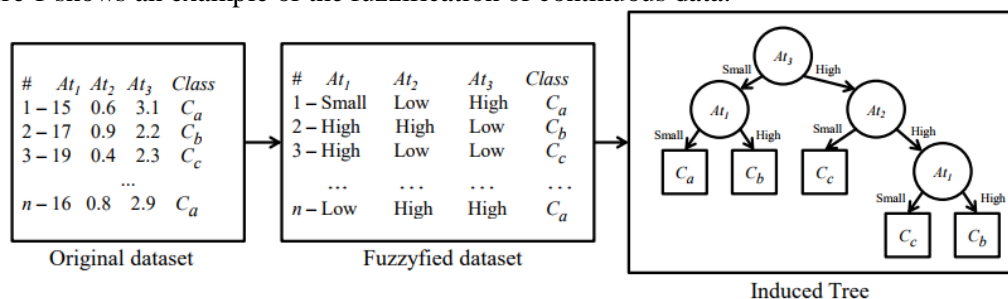 re 1 shows an example of the fuzzification of continuous data.
# At1 At2 At3 Class
1 – 15 0.6 3.1 Ca
2 – 17 0.9 2.2 Cb
3 – 19 0.4 2.3 Cc
...
n – 16 0.8 2.9 Ca
Original dataset
# At1 At2 At3 Class
1 – Small Low High Ca
2 – High High Low Cb
3 – High Low Low Cc
... ... ... ...
n – Low High High Ca
Fuzzyfied dataset
At3
Small High
At1 At2
Small High Small High
Ca Cb Cc At1
Small High
Cc Cb
Induced Tree